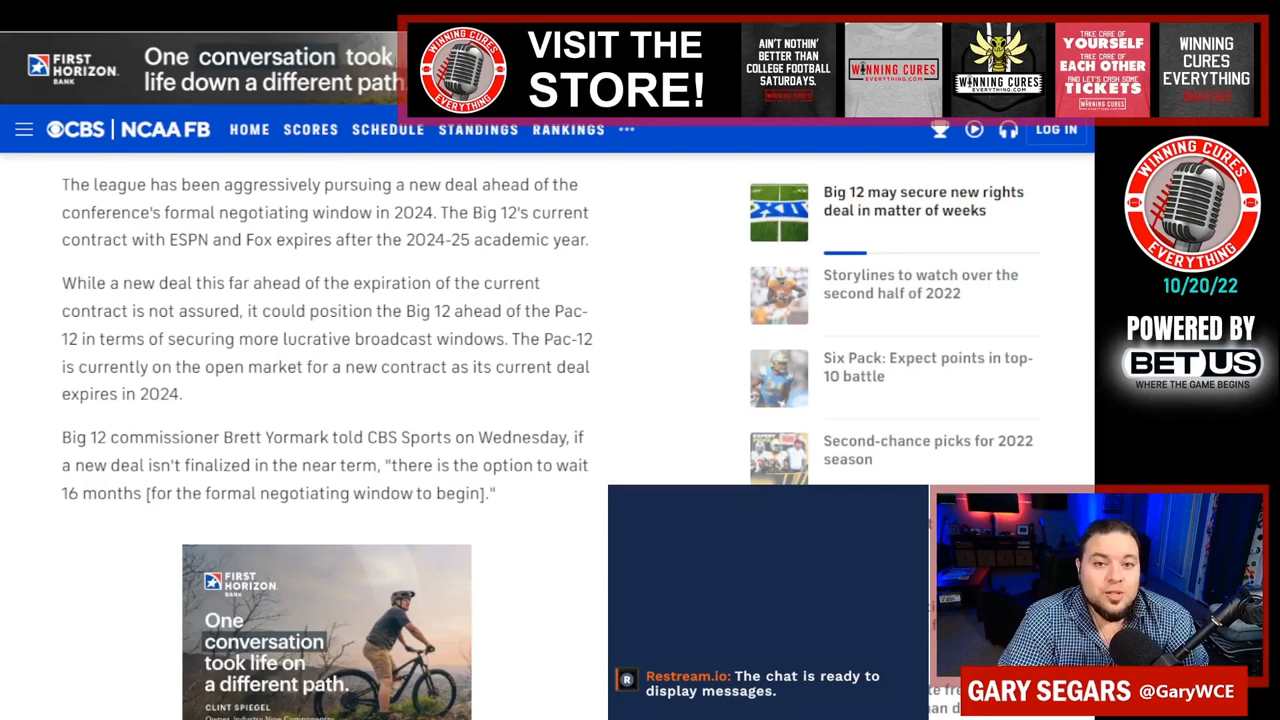 FIRST
HORIZON
BANK
One conversation took
life down a different path.
WINNING CURES
EVERYTHING
VISIT THE
STORE!
AIN'T NOTHIN'
BETTER THAN
COLLEGE FOOTBALL
SATURDAYS.
WINNING CURES
EVERYTHING.COM
WINNING CURES
EVERYTHING.COM
TAKE CARE OF
YOURSELF
TAKE CARE OF
EACH OTHER
AND LET'S CASH SOME
TICKETS
WINNING CURES
WINNING
CURES
EVERYTHING
CBS | NCAA FB HOME SCORES SCHEDULE STANDINGS RANKINGS ••• LOG IN
The league has been aggressively pursuing a new deal ahead of the
conference's formal negotiating window in 2024. The Big 12's current
contract with ESPN and Fox expires after the 2024-25 academic year.
While a new deal this far ahead of the expiration of the current
contract is not assured, it could position the Big 12 ahead of the Pac-
12 in terms of securing more lucrative broadcast windows. The Pac-12
is currently on the open market for a new contract as its current deal
expires in 2024.
Big 12 commissioner Brett Yormark told CBS Sports on Wednesday, if
a new deal isn't finalized in the near term, "there is the option to wait
16 months [for the formal negotiating window to begin]."
FIRST
HORIZON
BANK
One
conversation
took life on
a different path.
CLINT SPIEGEL
Big 12 may secure new rights
deal in matter of weeks
Storylines to watch over the
second half of 2022
Six Pack: Expect points in top-
10 battle
Second-chance picks for 2022
season
WINNING CURES
EVERYTHING
10/20/22
POWERED BY
BETUS
WHERE THE GAME BEGINS
Restream.io: The chat is ready to
display messages.
GARY SEGARS @GaryWCE